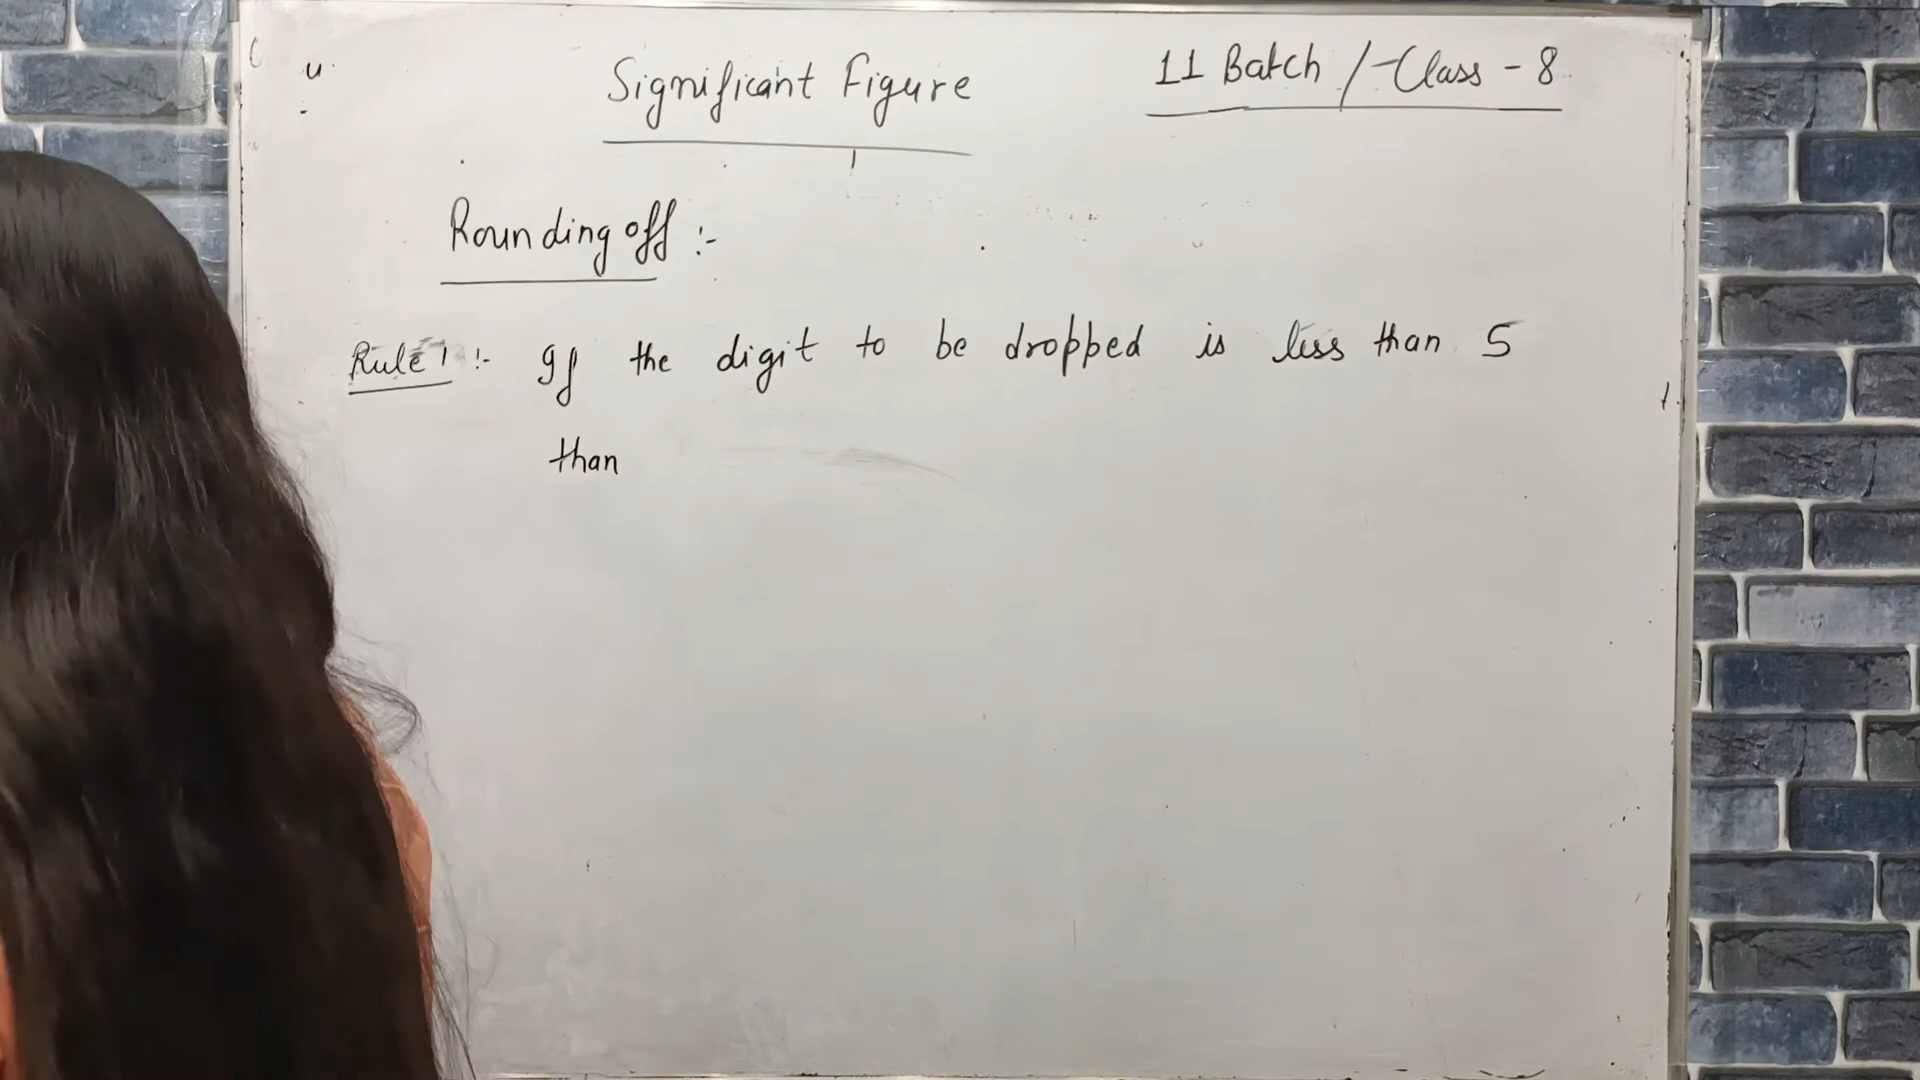 Significant Figure
11 Batch / Class - 8
Rounding off :-
Rule 1 :- If the digit to be dropped is less than 5
than